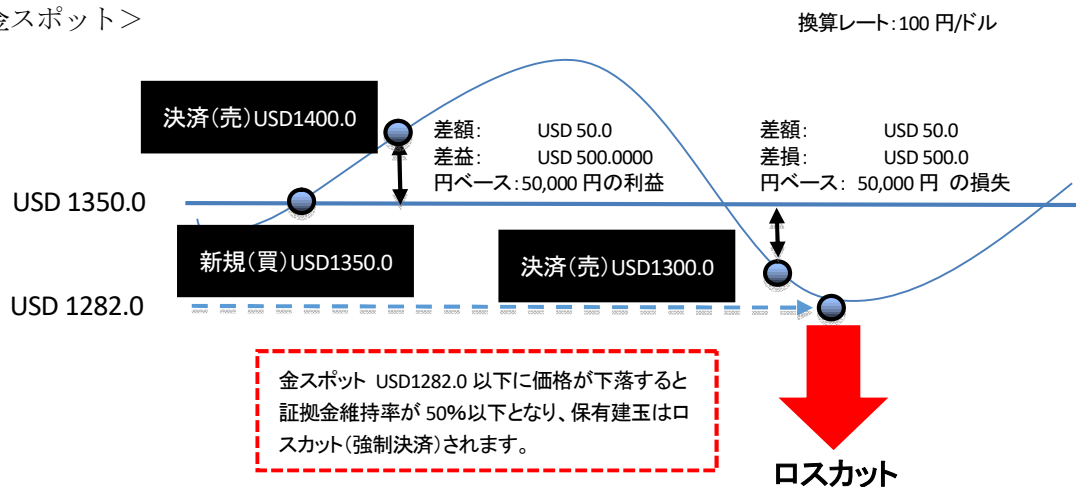 金スポット＞
換算レート：100 円/ドル
決済（売）USD1400.0
差額： USD 50.0
差益： USD 500.0000
円ベース：50,000 円の利益
差額： USD 50.0
差損： USD 500.0
円ベース： 50,000 円 の損失
USD 1350.0
新規（買）USD1350.0
決済（売）USD1300.0
USD 1282.0
金スポット USD1282.0 以下に価格が下落すると
証拠金維持率が 50%以下となり、保有建玉はロ
スカット（強制決済）されます。
ロスカット